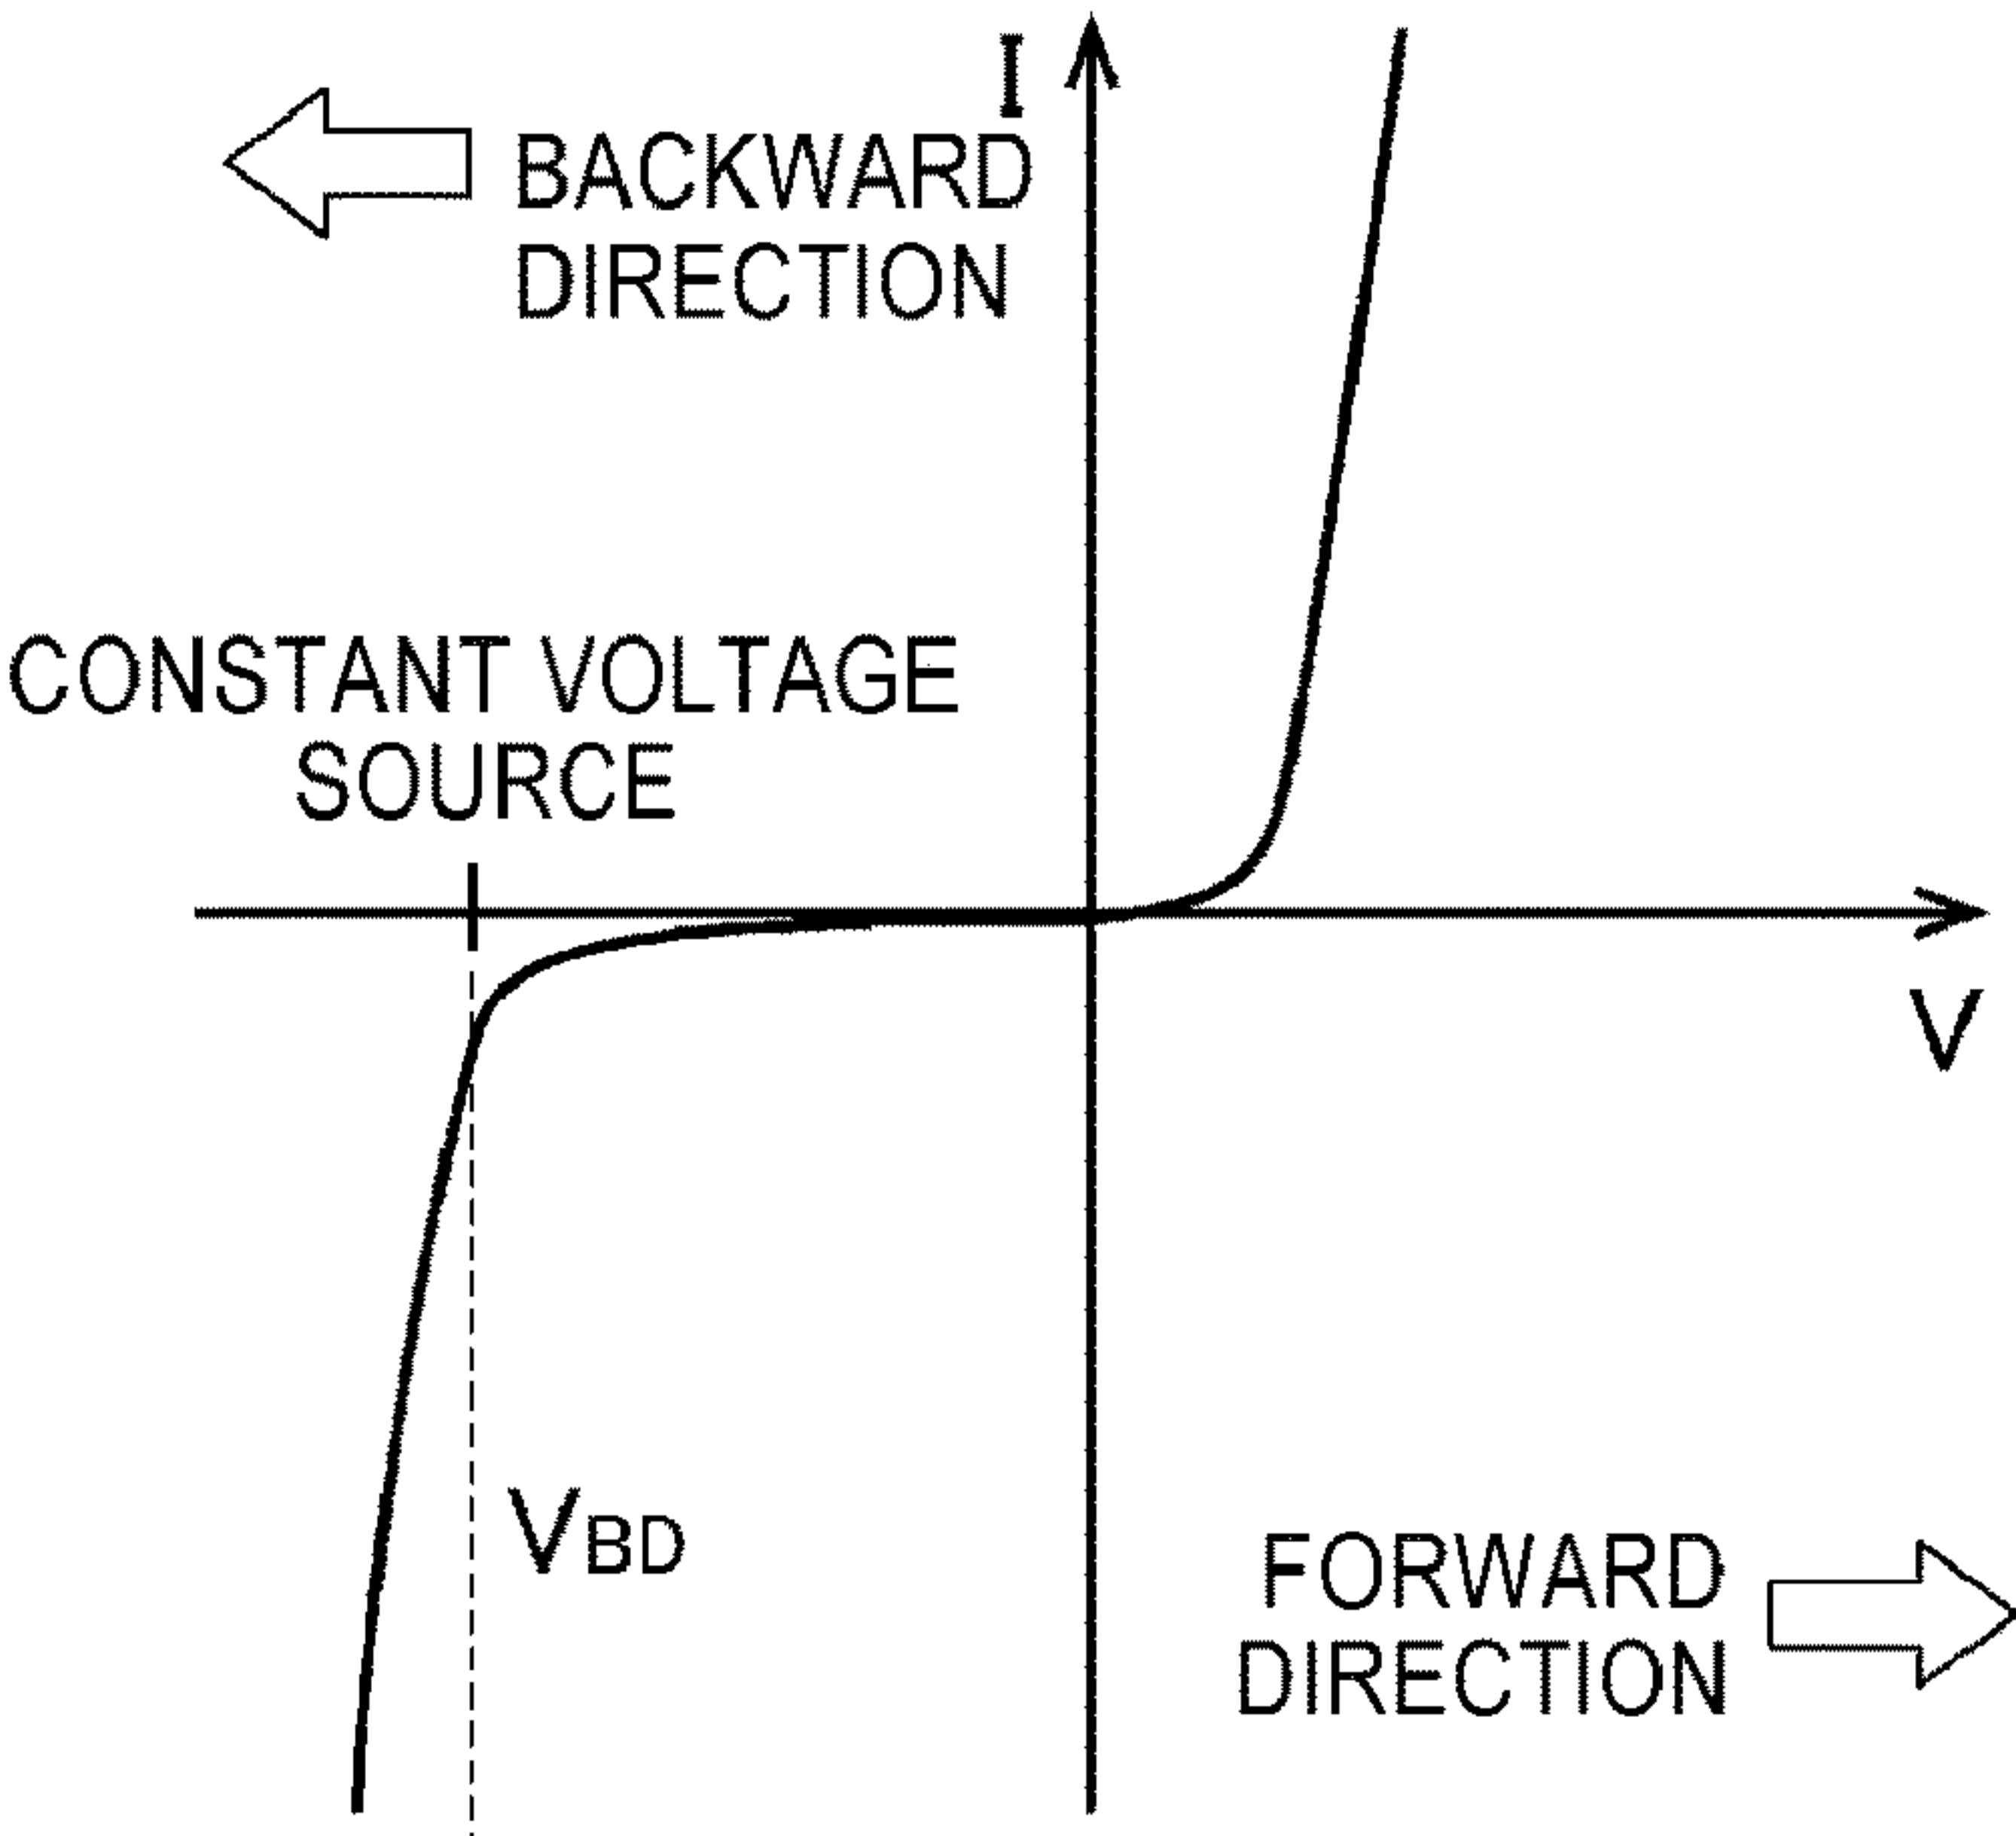 I
BACKWARD
DIRECTION
CONSTANT VOLTAGE
SOURCE
V
VBD
FORWARD
DIRECTION